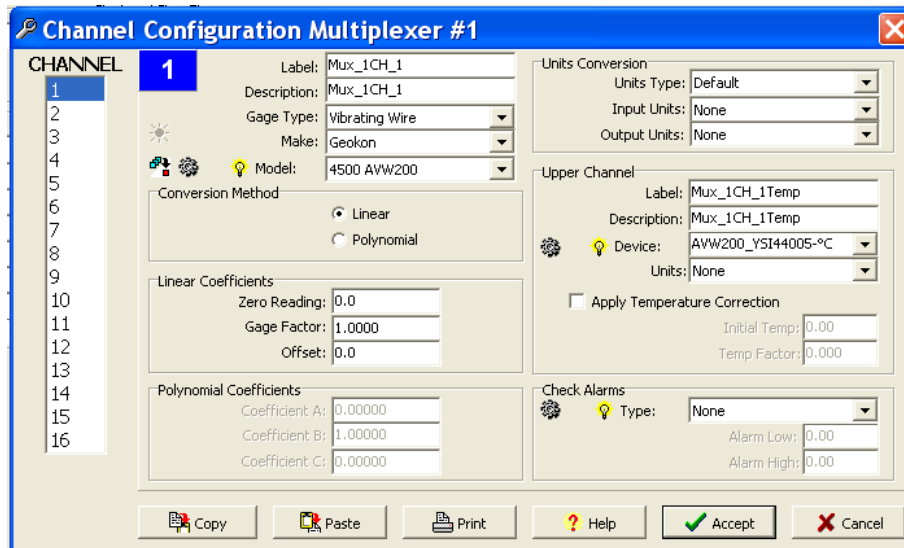 Channel Configuration Multiplexer #1
CHANNEL
1
2
3
4
5
6
7
8
9
10
11
12
13
14
15
16
1
Label: Mux_1CH_1
Description: Mux_1CH_1
Gage Type: Vibrating Wire
Make: Geokon
Model: 4500 AVW200
Conversion Method
Linear
Polynomial
Linear Coefficients
Zero Reading: 0.0
Gage Factor: 1.0000
Offset: 0.0
Polynomial Coefficients
Coefficient A: 0.00000
Coefficient B: 1.00000
Coefficient C: 0.00000
Units Conversion
Units Type: Default
Input Units: None
Output Units: None
Upper Channel
Label: Mux_1CH_1Temp
Description: Mux_1CH_1Temp
Device: AVW200_YSI44005-ºC
Units: None
Apply Temperature Correction
Initial Temp: 0.00
Temp Factor: 0.000
Check Alarms
Type: None
Alarm Low: 0.00
Alarm High: 0.00
Copy Paste Print ? Help Accept Cancel